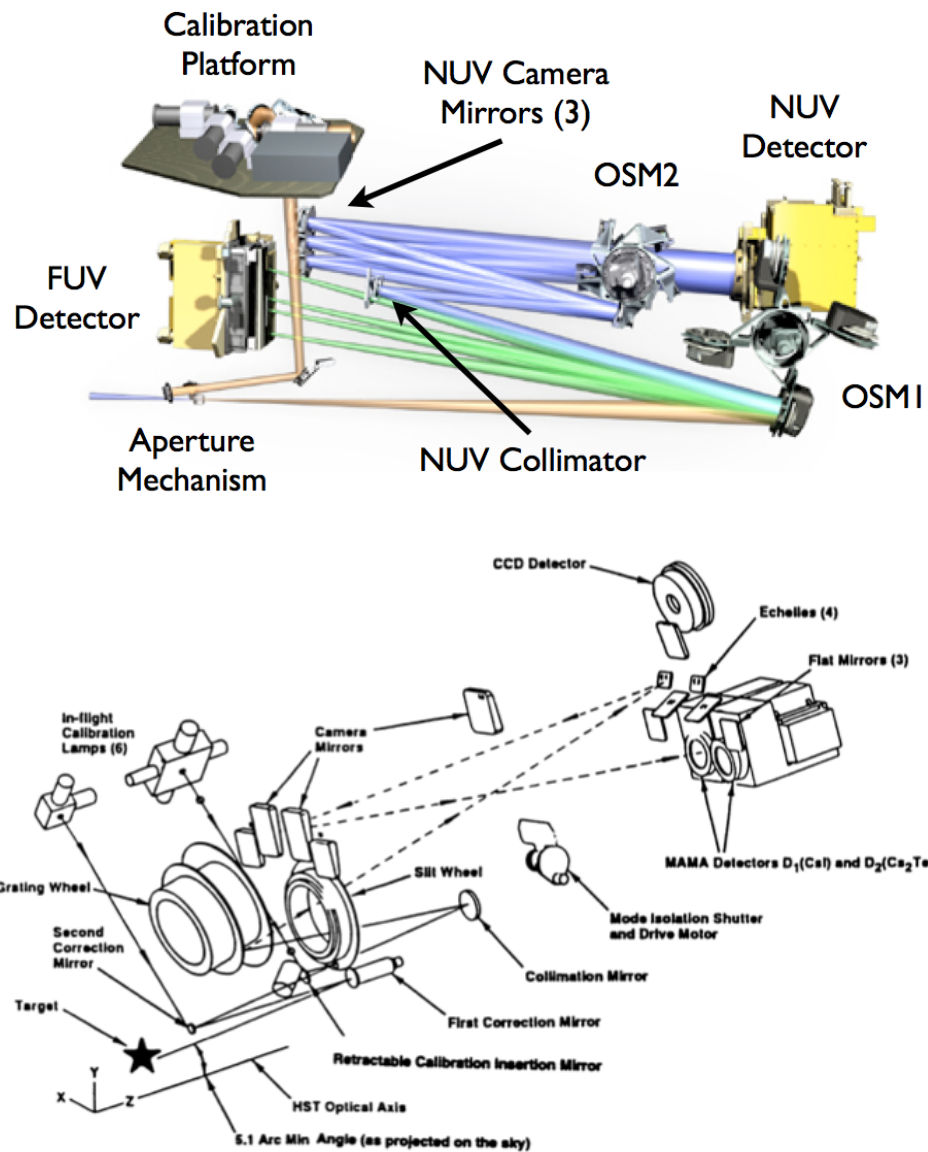 Calibration
Platform
NUV Camera
Mirrors (3)
NUV
Detector
OSM2
FUV
Detector
OSM1
Aperture
Mechanism
NUV Collimator
CCD Detector
Echelles (4)
Flat Mirrors (3)
In-flight
Calibration
Lamps (6)
Camera
Mirrors
MAMA Detectors D1(CsI) and D2(Cs2Te
Grating Wheel
Slit Wheel
Mode Isolation Shutter
and Drive Motor
Second
Correction
Mirror
Collimation Mirror
Target
First Correction Mirror
Retractable Calibration Insertion Mirror
Y
X
Z
HST Optical Axis
5.1 Arc Min Angle (as projected on the sky)